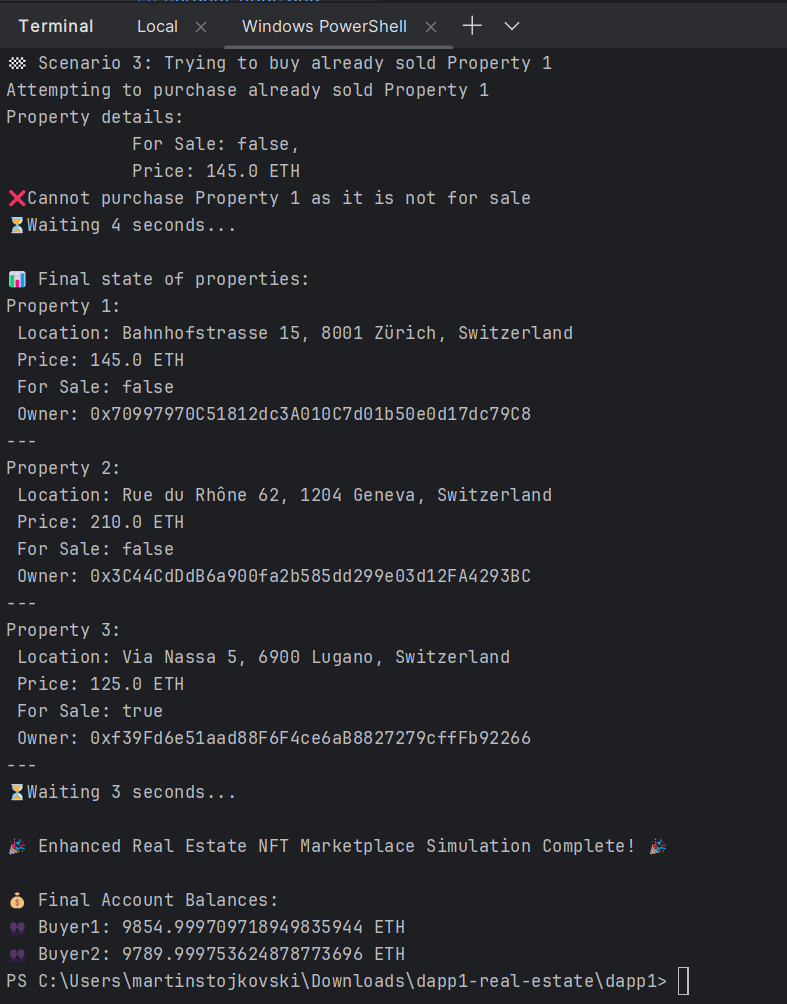 Terminal Local Windows PowerShell
🏁 Scenario 3: Trying to buy already sold Property 1
Attempting to purchase already sold Property 1
Property details:
For Sale: false,
Price: 145.0 ETH
❌Cannot purchase Property 1 as it is not for sale
⏳Waiting 4 seconds...
📊 Final state of properties:
Property 1:
Location: Bahnhofstrasse 15, 8001 Zürich, Switzerland
Price: 145.0 ETH
For Sale: false
Owner: 0x70997970C51812dc3A010C7d01b50e0d17dc79C8
---
Property 2:
Location: Rue du Rhône 62, 1204 Geneva, Switzerland
Price: 210.0 ETH
For Sale: false
Owner: 0x3C44CdDdB6a900fa2b585dd299e03d12FA4293BC
---
Property 3:
Location: Via Nassa 5, 6900 Lugano, Switzerland
Price: 125.0 ETH
For Sale: true
Owner: 0xf39Fd6e51aad88F6F4ce6aB8827279cffFb92266
---
⏳Waiting 3 seconds...
🎉 Enhanced Real Estate NFT Marketplace Simulation Complete! 🎉
💰 Final Account Balances:
👥 Buyer1: 9854.999709718949835944 ETH
👥 Buyer2: 9789.999753624878773696 ETH
PS C:\Users\martinstojkovski\Downloads\dapp1-real-estate\dapp1>